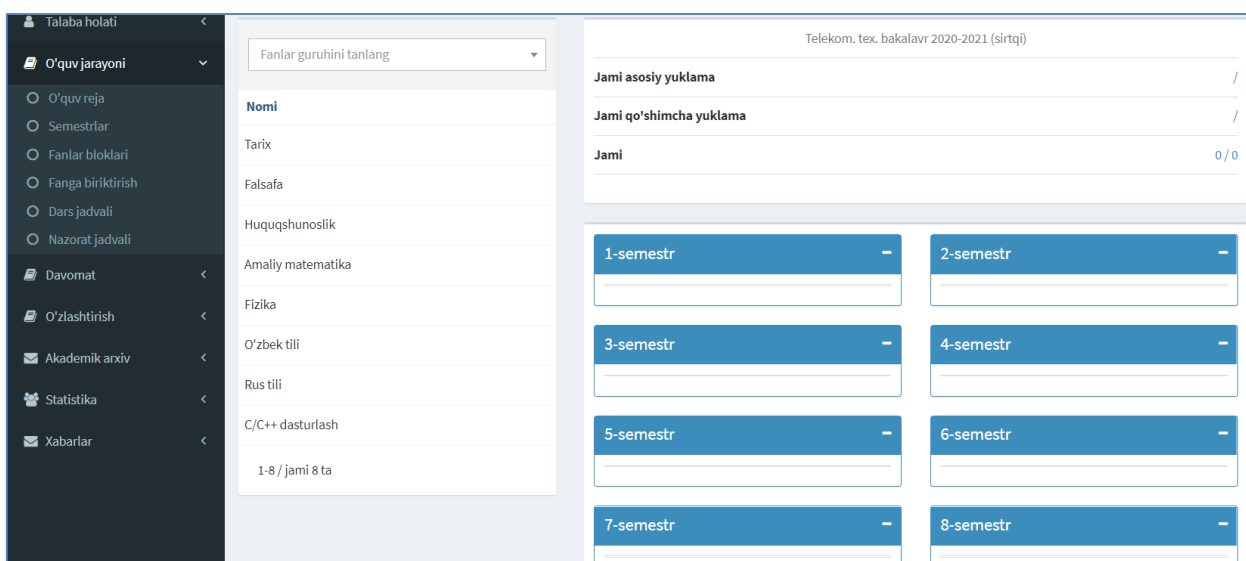 Talaba holati
O'quv jarayoni
O'quv reja
Semestrlar
Fanlar bloklari
Fanga biriktirish
Dars jadvali
Nazorat jadvali
Davomat
O'zlashtirish
Akademik arxiv
Statistika
Xabarlar
Fanlar guruhini tanlang
Nomi
Tarix
Falsafa
Huquqshunoslik
Amaliy matematika
Fizika
O'zbek tili
Rus tili
C/C++ dasturlash
1-8 / jami 8 ta
Telekom. tex. bakalavr 2020-2021 (sirtqi)
Jami asosiy yuklama /
Jami qo'shimcha yuklama /
Jami 0 / 0
1-semestr
2-semestr
3-semestr
4-semestr
5-semestr
6-semestr
7-semestr
8-semestr